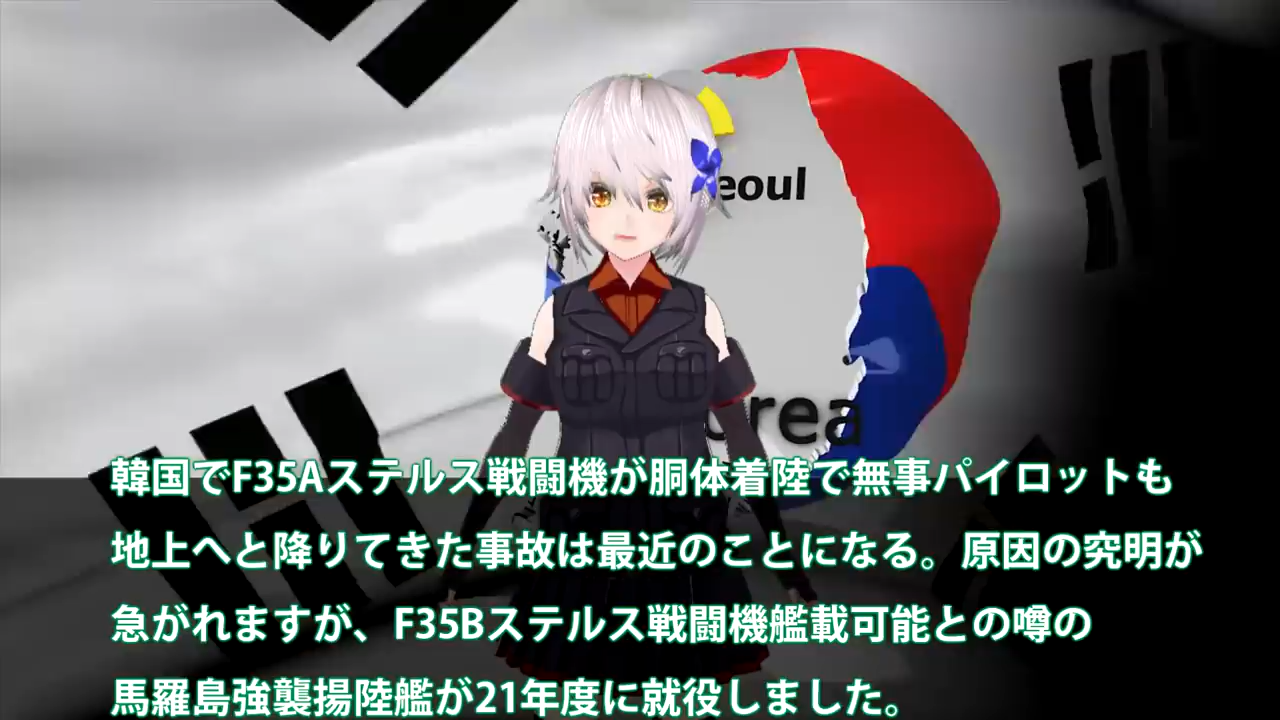 eoul
rea
韓国でF35Aステルス戦闘機が胴体着陸で無事パイロットも
地上へと降りてきた事故は最近のことになる。原因の究明が
急がれますが、F35Bステルス戦闘機艦載可能との噂の
馬羅島強襲揚陸艦が21年度に就役しました。